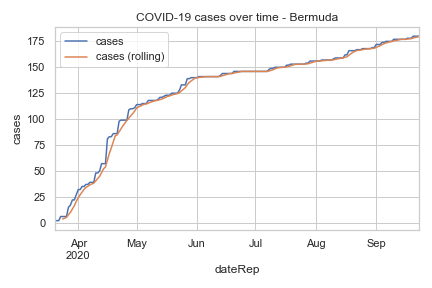 COVID-19 cases over time - Bermuda
cases
cases (rolling)
175
150
125
100
75
50
25
0
cases
Apr
2020
May
Jun
Jul
Aug
Sep
dateRep